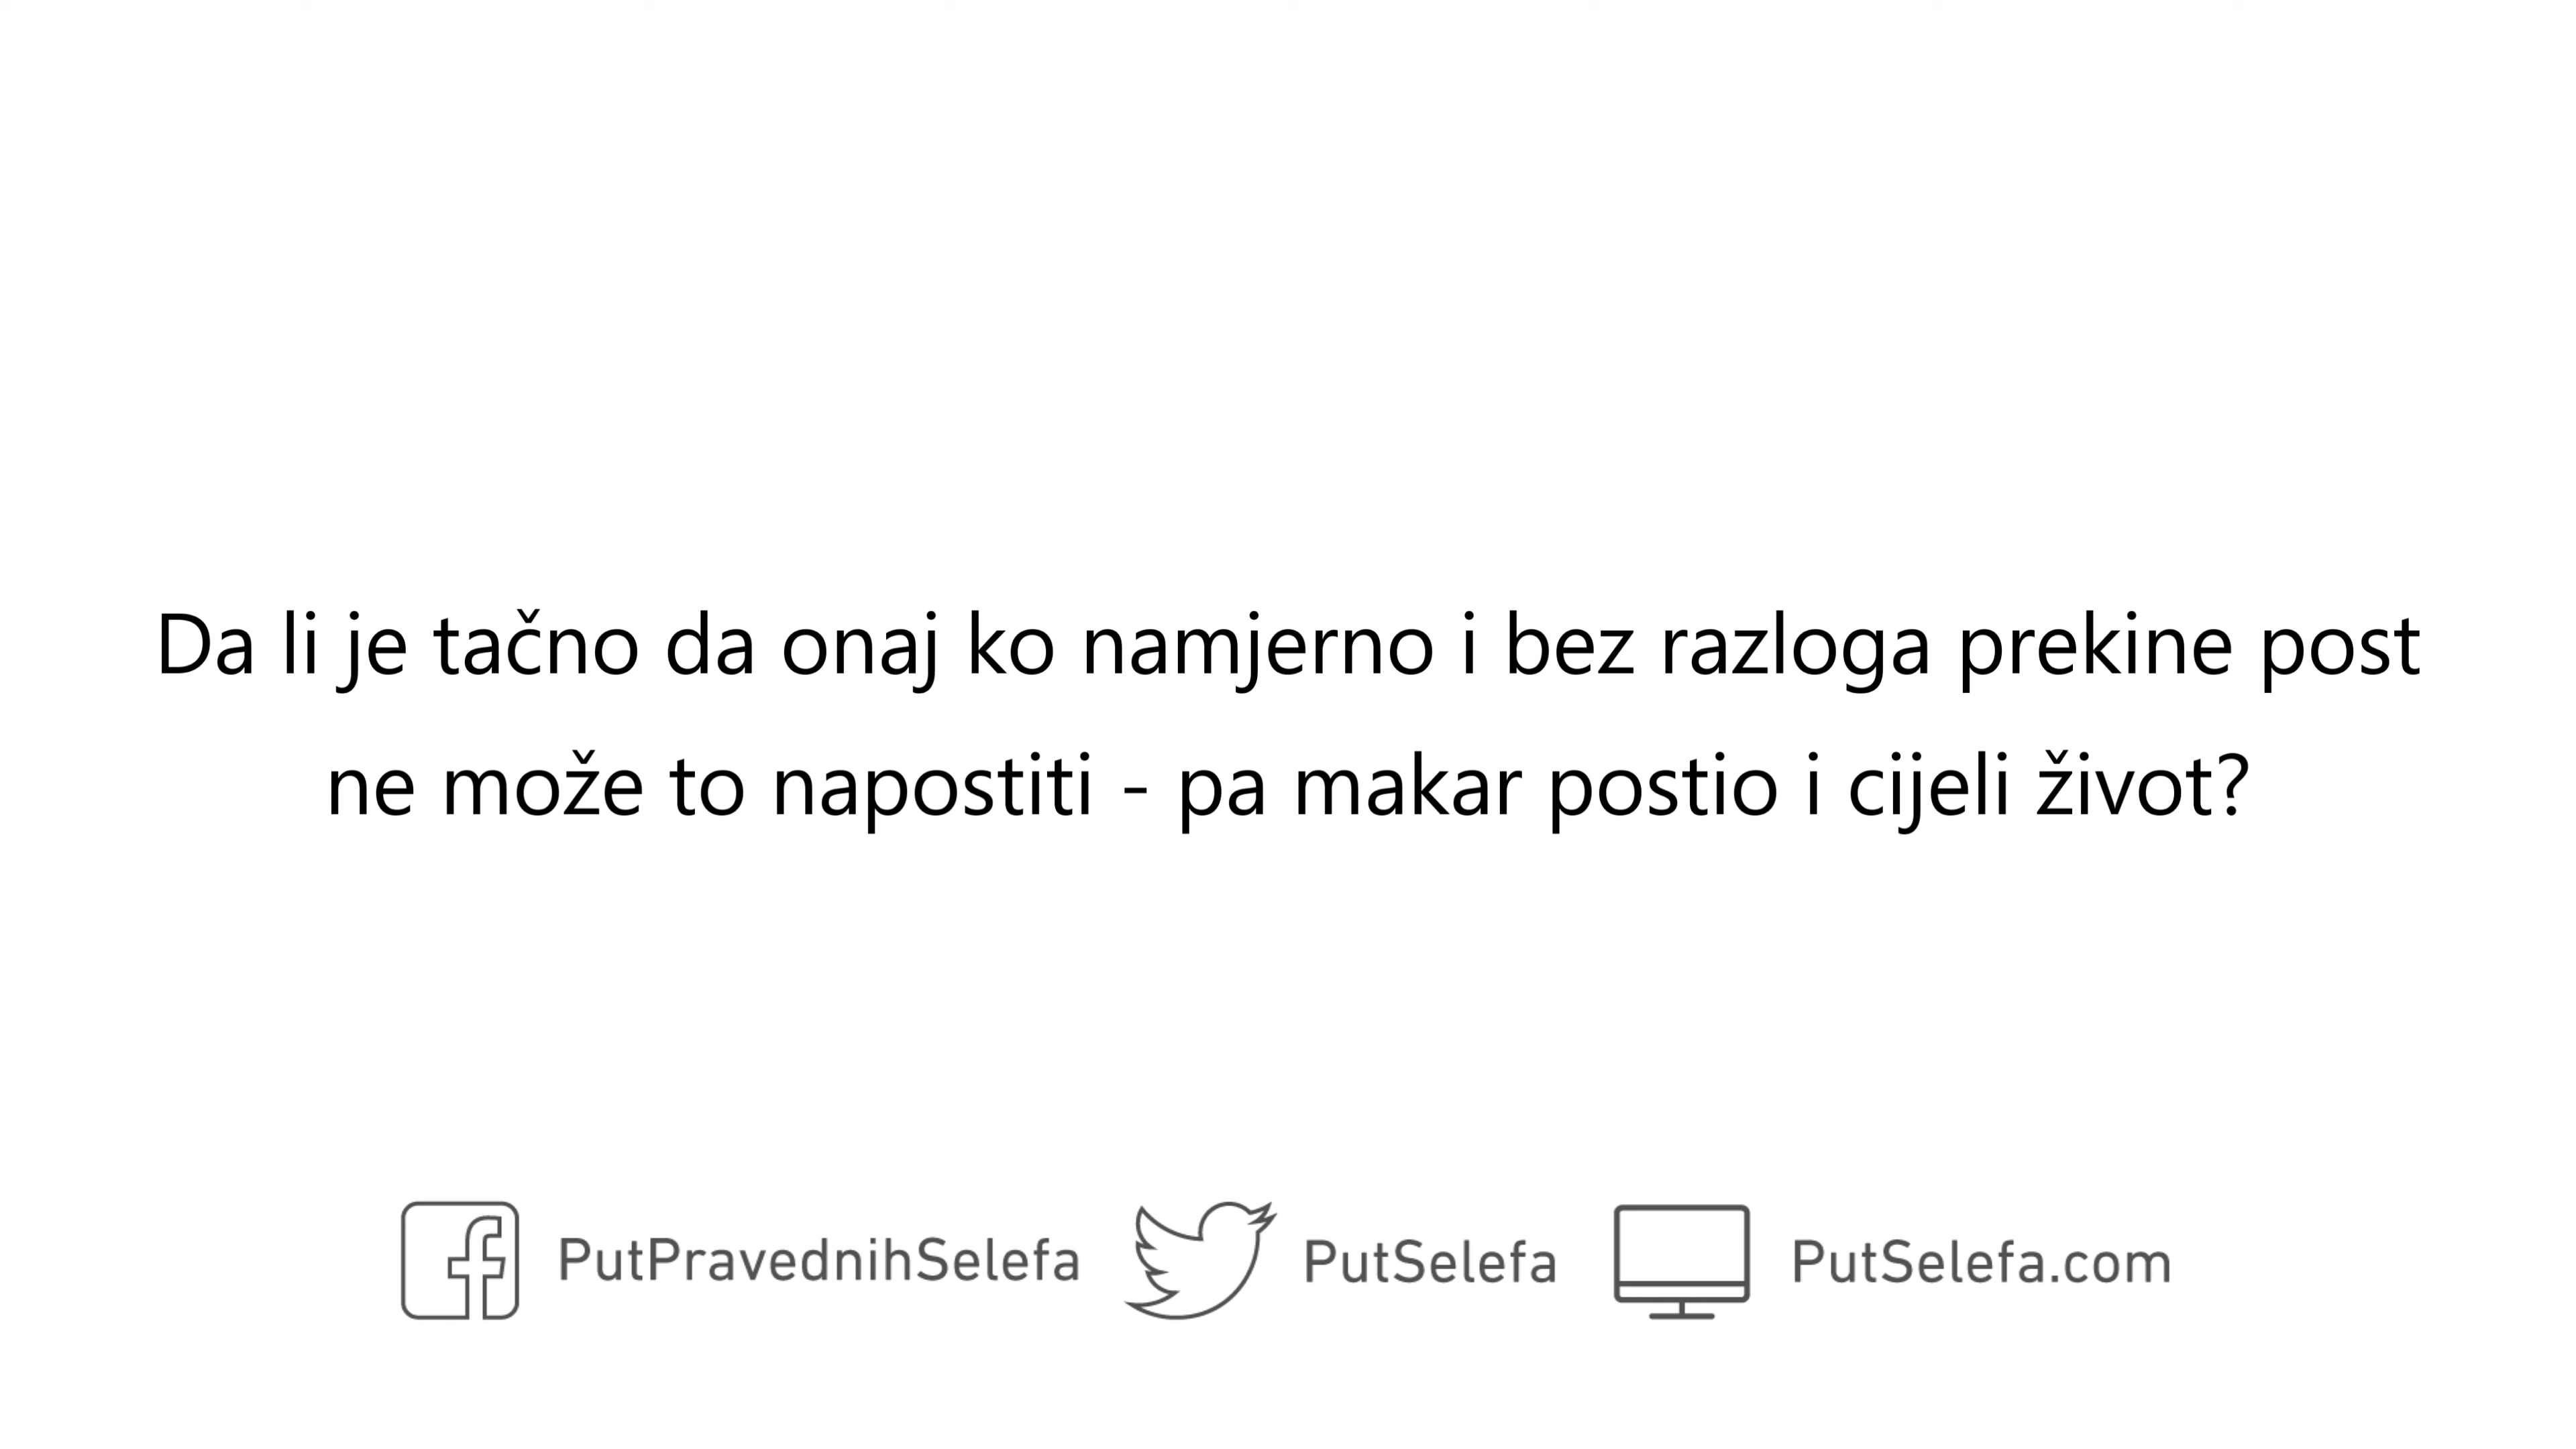 Da li je tačno da onaj ko namjerno i bez razloga prekine post
ne može to napostiti - pa makar postio i cijeli život?
PutPravednihSelefa PutSelefa PutSelefa.com